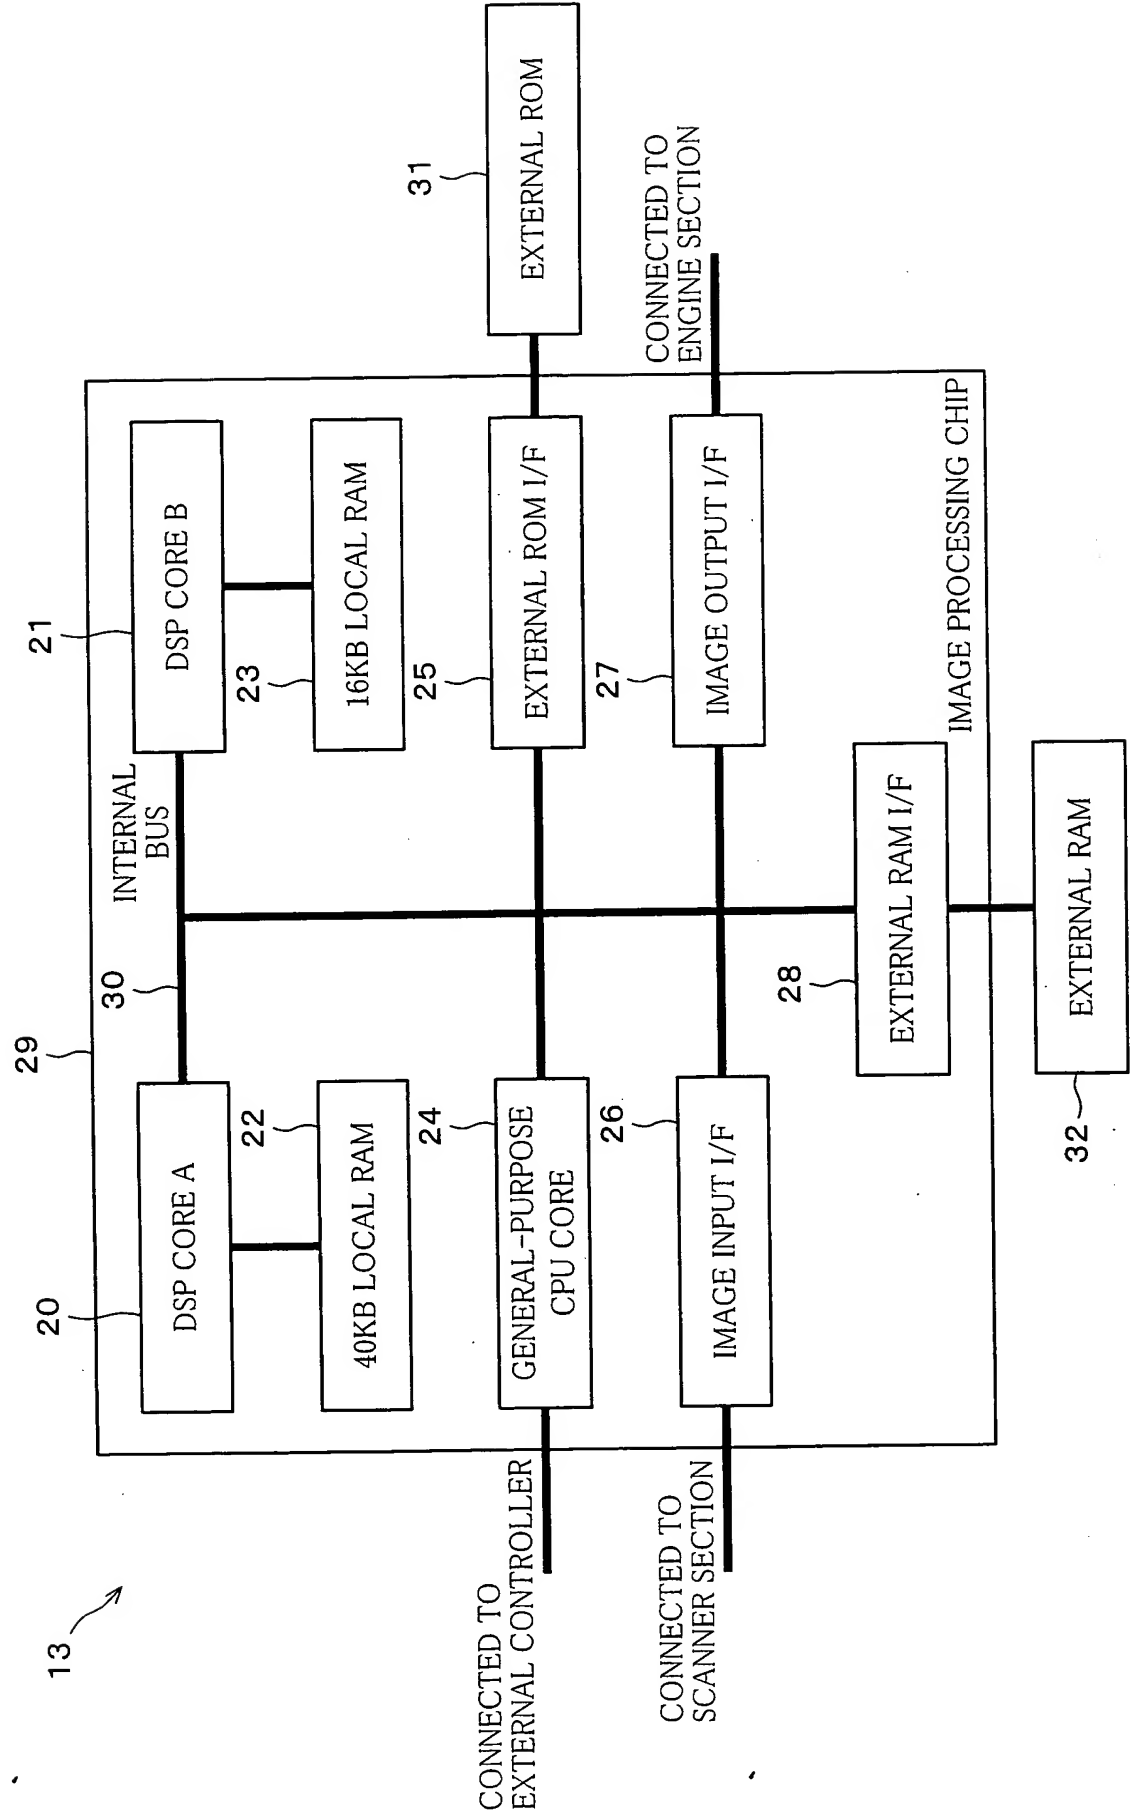 13
29
20
DSP CORE A
22
40KB LOCAL RAM
30
INTERNAL
BUS
21
DSP CORE B
23
16KB LOCAL RAM
24
GENERAL-PURPOSE
CPU CORE
25
EXTERNAL ROM I/F
31
EXTERNAL ROM
CONNECTED TO
EXTERNAL CONTROLLER
26
IMAGE INPUT I/F
27
IMAGE OUTPUT I/F
CONNECTED TO
ENGINE SECTION
CONNECTED TO
SCANNER SECTION
28
EXTERNAL RAM I/F
IMAGE PROCESSING CHIP
32
EXTERNAL RAM